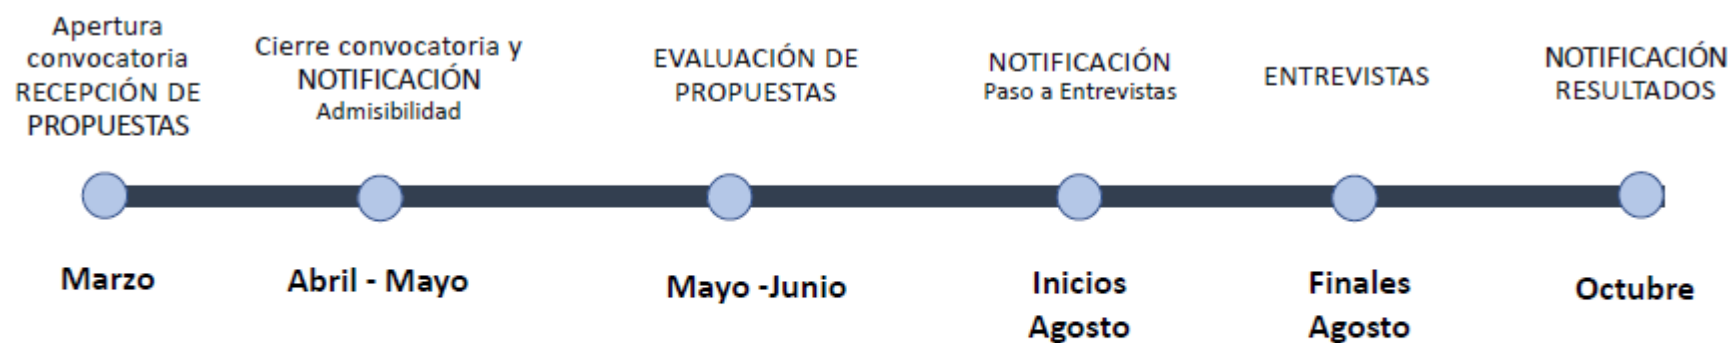 Apertura
convocatoria
RECEPCIÓN DE
PROPUESTAS
Cierre convocatoria y
NOTIFICACIÓN
Admisibilidad
EVALUACIÓN DE
PROPUESTAS
NOTIFICACIÓN
Paso a Entrevistas
ENTREVISTAS
NOTIFICACIÓN
RESULTADOS
Marzo
Abril - Mayo
Mayo -Junio
Inicios
Agosto
Finales
Agosto
Octubre